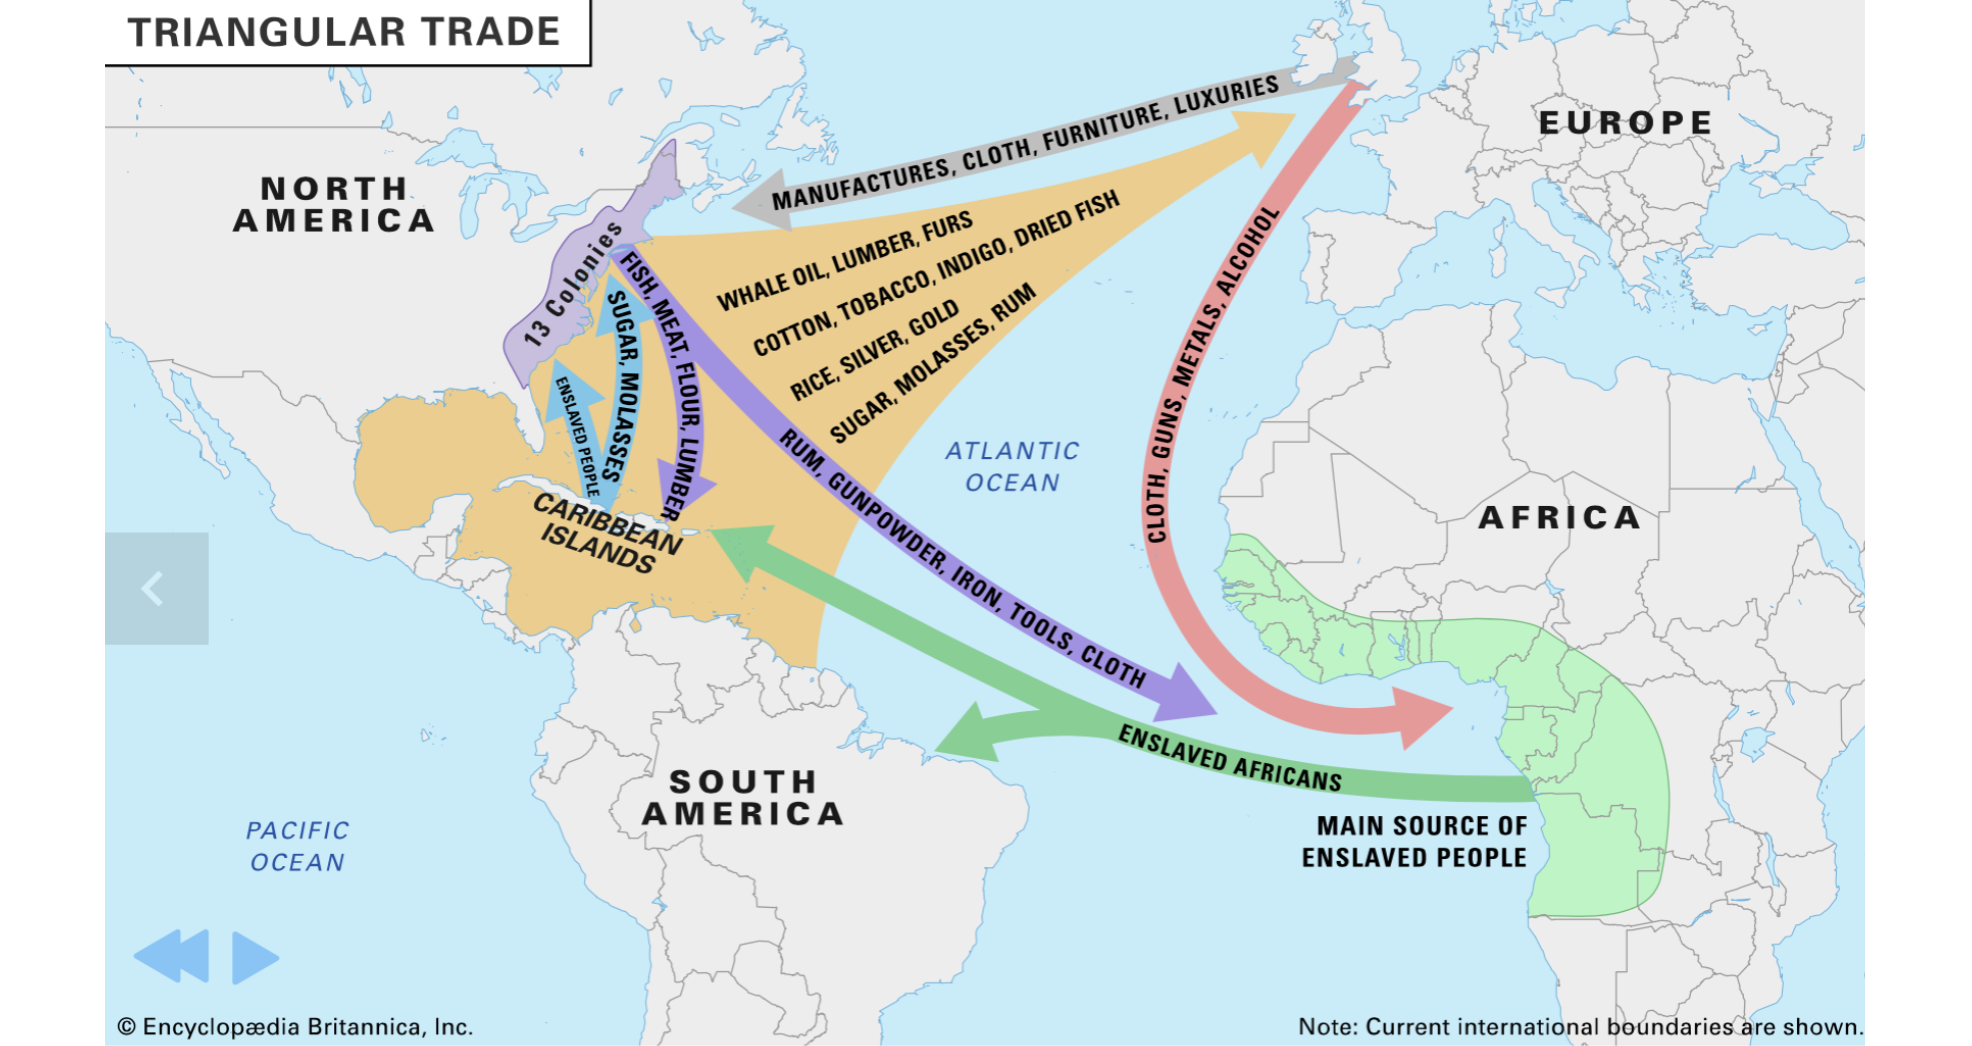 TRIANGULAR TRADE
NORTH
AMERICA
EUROPE
MANUFACTURES, CLOTH, FURNITURE, LUXURIES
13 Colonies
WHALE OIL, LUMBER, FURS
COTTON, TOBACCO, INDIGO, DRIED FISH
RICE, SILVER, GOLD
SUGAR, MOLASSES, RUM
FISH, MEAT, FLOUR, LUMBER
SUGAR, MOLASSES
ENSLAVED PEOPLE
CLOTH, GUNS, METALS, ALCOHOL
RUM, GUNPOWDER, IRON, TOOLS, CLOTH
ATLANTIC
OCEAN
CARIBBEAN
ISLANDS
AFRICA
ENSLAVED AFRICANS
SOUTH
AMERICA
MAIN SOURCE OF
ENSLAVED PEOPLE
PACIFIC
OCEAN
© Encyclopædia Britannica, Inc.
Note: Current international boundaries are shown.